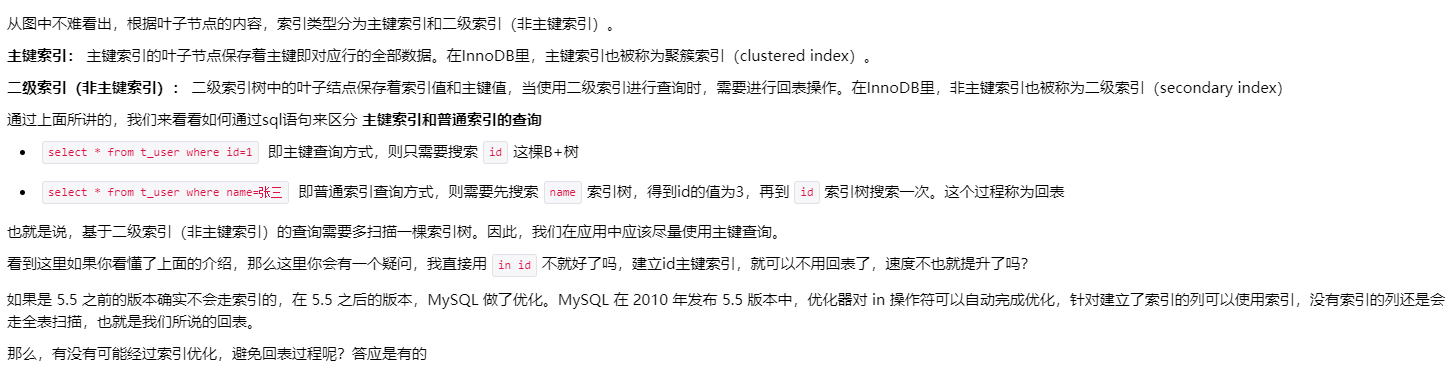 从图中不难看出，根据叶子节点的内容，索引类型分为主键索引和二级索引（非主键索引）。
主键索引： 主键索引的叶子节点保存着主键即对应行的全部数据。在InnoDB里，主键索引也被称为聚簇索引（clustered index）。
二级索引（非主键索引）： 二级索引树中的叶子结点保存着索引值和主键值，当使用二级索引进行查询时，需要进行回表操作。在InnoDB里，非主键索引也被称为二级索引（secondary index）
通过上面所讲的，我们来看看如何通过sql语句来区分 主键索引和普通索引的查询
• select * from t_user where id=1 即主键查询方式，则只需要搜索 id 这棵B+树
• select * from t_user where name=张三 即普通索引查询方式，则需要先搜索 name 索引树，得到id的值为3，再到 id 索引树搜索一次。这个过程称为回表
也就是说，基于二级索引（非主键索引）的查询需要多扫描一棵索引树。因此，我们在应用中应该尽量使用主键查询。
看到这里如果你看懂了上面的介绍，那么这里你会有一个疑问，我直接用 in id 不就好了吗，建立id主键索引，就可以不用回表了，速度不也就提升了吗？
如果是 5.5 之前的版本确实不会走索引的，在 5.5 之后的版本，MySQL 做了优化。MySQL 在 2010 年发布 5.5 版本中，优化器对 in 操作符可以自动完成优化，针对建立了索引的列可以使用索引，没有索引的列还是会
走全表扫描，也就是我们所说的回表。
那么，有没有可能经过索引优化，避免回表过程呢？答应是有的